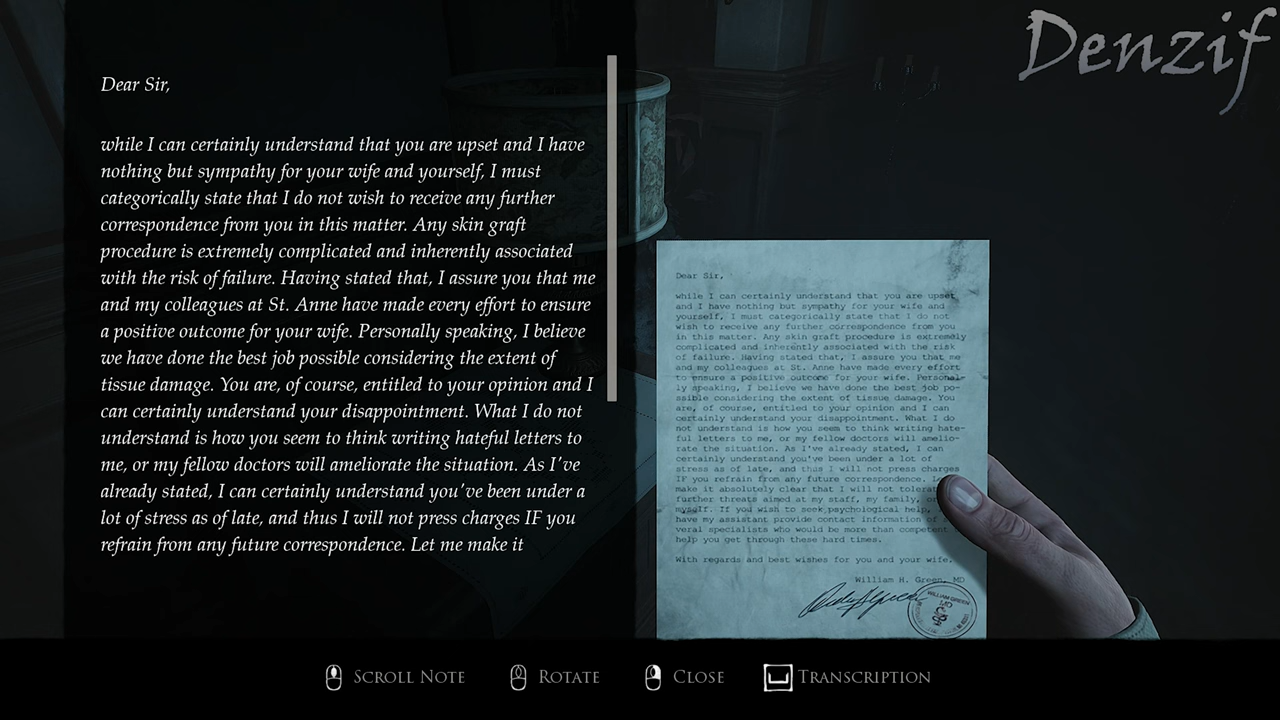 Denzif
Dear Sir,
while I can certainly understand that you are upset and I have
nothing but sympathy for your wife and yourself, I must
categorically state that I do not wish to receive any further
correspondence from you in this matter. Any skin graft
procedure is extremely complicated and inherently associated
with the risk of failure. Having stated that, I assure you that me
and my colleagues at St. Anne have made every effort to ensure
a positive outcome for your wife. Personally speaking, I believe
we have done the best job possible considering the extent of
tissue damage. You are, of course, entitled to your opinion and I
can certainly understand your disappointment. What I do not
understand is how you seem to think writing hateful letters to
me, or my fellow doctors will ameliorate the situation. As I've
already stated, I can certainly understand you've been under a
lot of stress as of late, and thus I will not press charges IF you
refrain from any future correspondence. Let me make it
Dear Sir,
while I can certainly understand that you are upset
and I have nothing but sympathy for your wife and
yourself, I must categorically state that I do not
wish to receive any further correspondence from you
in this matter. Any skin graft procedure is extremely
complicated and inherently associated with the risk
of failure. Having stated that, I assure you that me
and my colleagues at St. Anne have made every effort
to ensure a positive outcome for your wife. Personal-
ly speaking, I believe we have done the best job po-
ssible considering the extent of tissue damage. You
are, of course, entitled to your opinion and I can
certainly understand your disappointment. What I do
not understand is how you seem to think writing hate-
ful letters to me, or my fellow doctors will amelio-
rate the situation. As I've already stated, I can
certainly understand you've been under a lot of
stress as of late, and thus I will not press charges
IF you refrain from any future correspondence.
make it absolutely clear that I will not
further threats aimed at my staff, my family,
myself. If you wish to seek psychological help,
have my assistant provide contact information of
veral specialists who would be more than competent
help you get through these hard times.
With regards and best wishes for you and your wife.
William H. Green, MD
WILLIAM GREEN
MD
SCROLL NOTE
ROTATE
CLOSE
TRANSCRIPTION